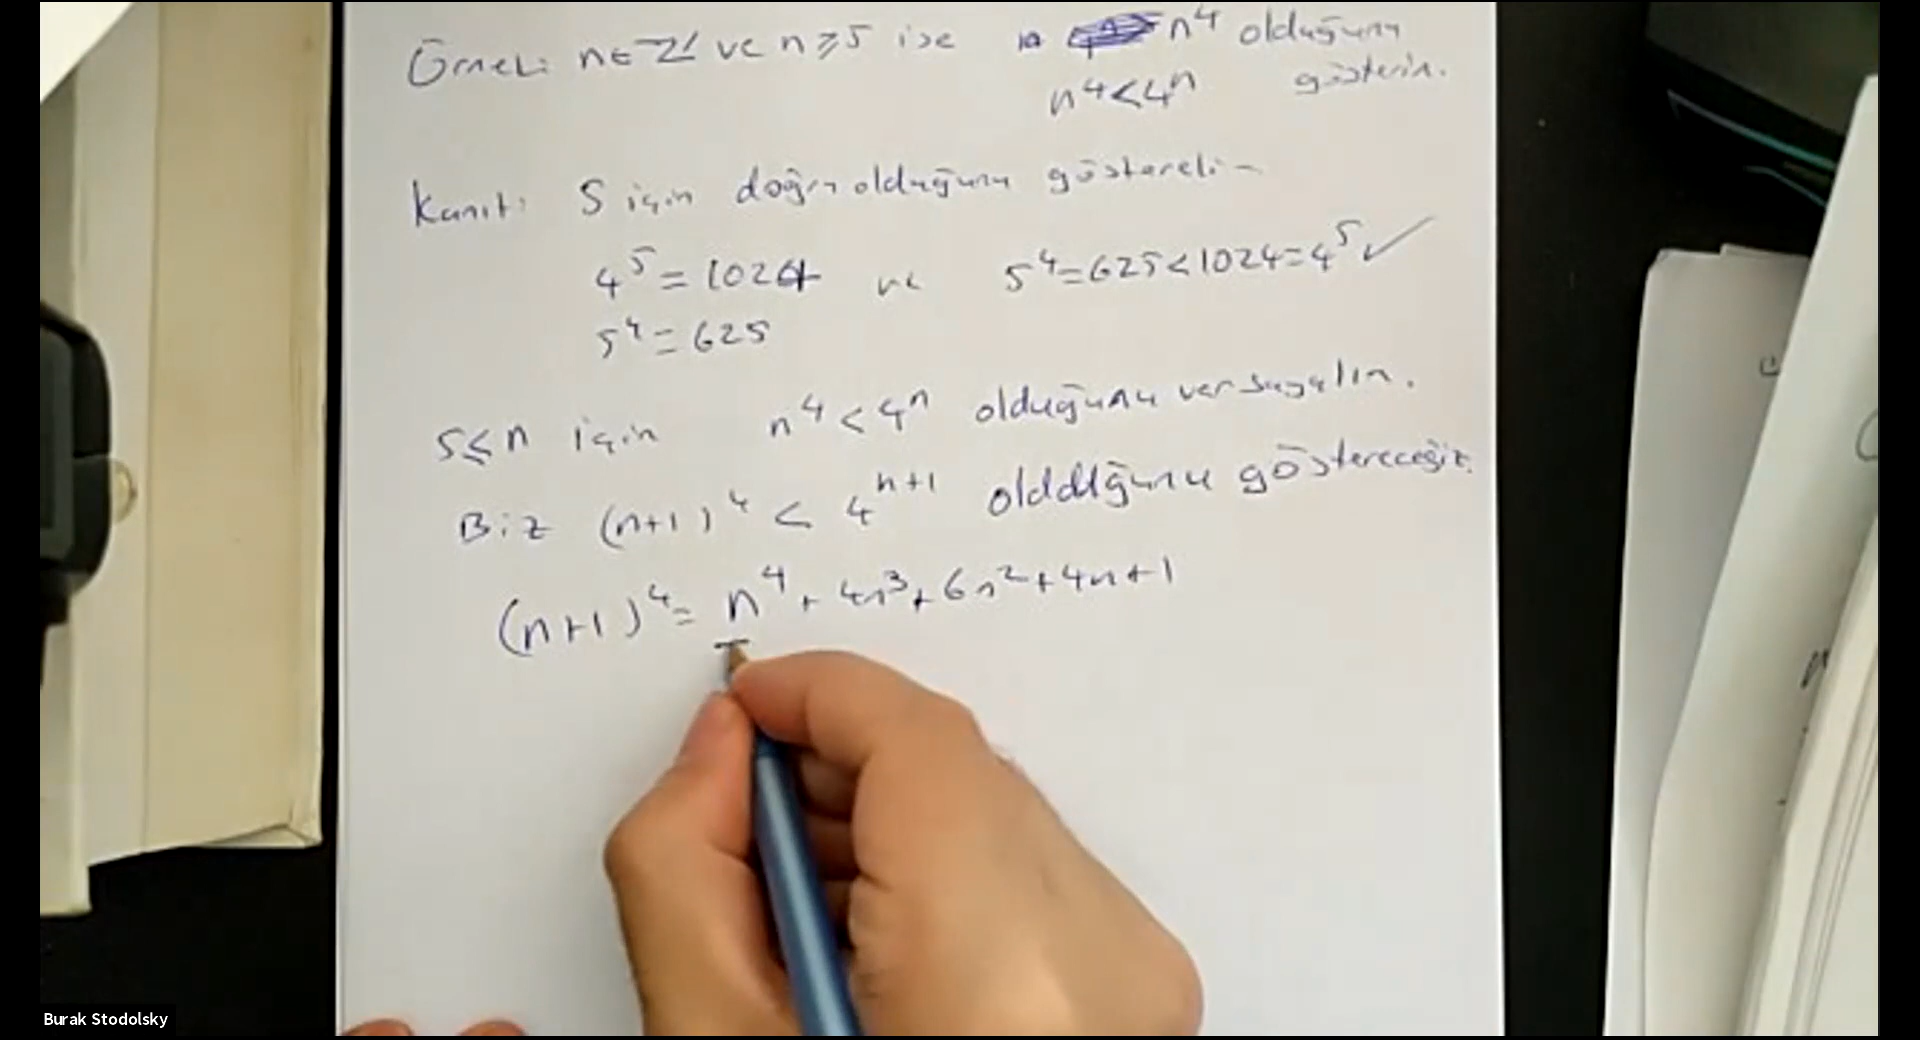 Örnek: n∈Z ve n≥5 ise n⁴ olduğunu
n⁴<4ⁿ gösterin.
Kanıt: 5 için doğru olduğunu gösterelim
4⁵=1024 ve 5⁴=625<1024=4⁵✓
5⁴=625
5≤n için n⁴<4ⁿ olduğunu varsayalım.
Biz (n+1)⁴ < 4ⁿ⁺¹ olduğunu göstereceğiz.
(n+1)⁴= n⁴+4n³+6n²+4n+1
Burak Stodolsky